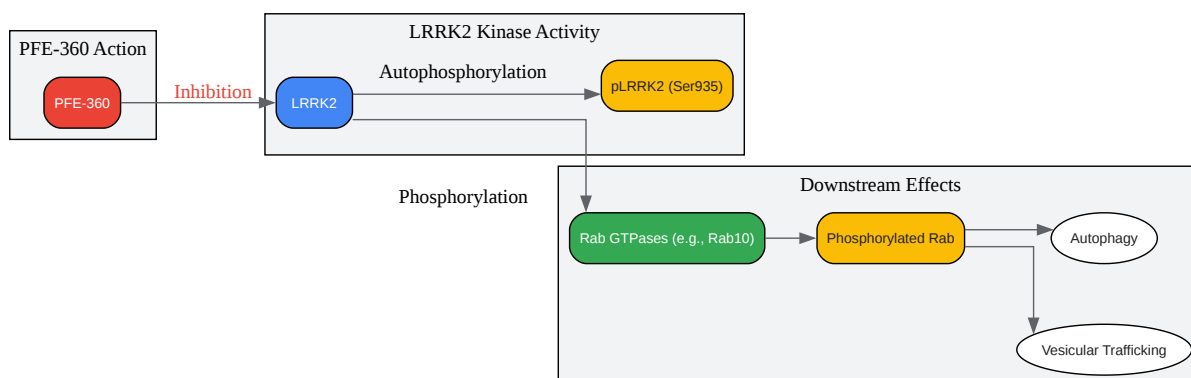 PFE-360 Action
PFE-360
Inhibition
LRRK2 Kinase Activity
LRRK2
Autophosphorylation
pLRRK2 (Ser935)
Phosphorylation
Downstream Effects
Rab GTPases (e.g., Rab10)
Phosphorylated Rab
Autophagy
Vesicular Trafficking